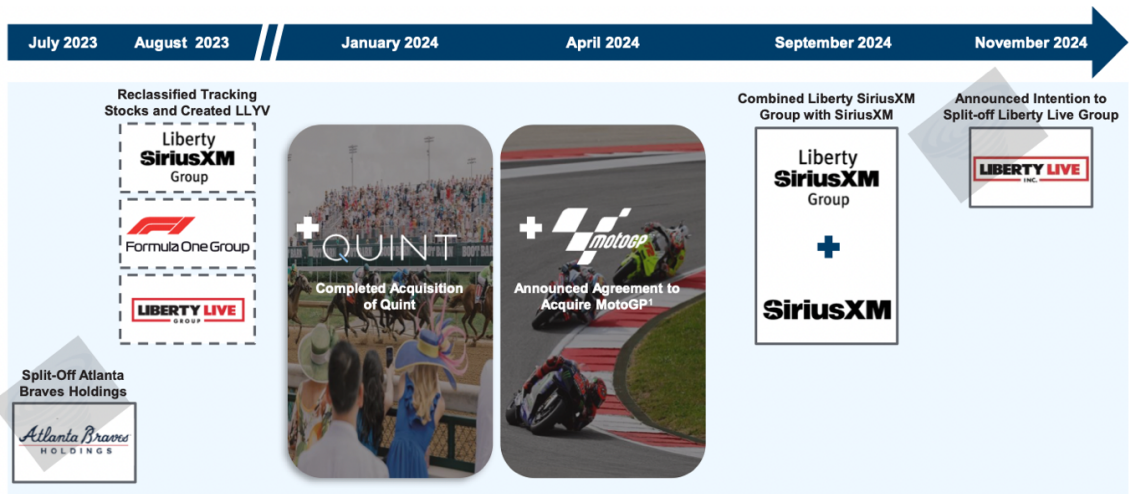 July 2023
August 2023
January 2024
April 2024
September 2024
November 2024
Split-Off Atlanta
Braves Holdings
Atlanta Braves
HOLDINGS
Reclassified Tracking
Stocks and Created LLYV
Liberty
SiriusXM
Group
F1
Formula One Group
LIBERTY LIVE
GROUP
QUINT
Completed Acquisition
of Quint
MotoGP
Announced Agreement to
Acquire MotoGP¹
Combined Liberty SiriusXM
Group with SiriusXM
Liberty
SiriusXM
Group
+
SiriusXM
Announced Intention to
Split-off Liberty Live Group
LIBERTY LIVE
INC.